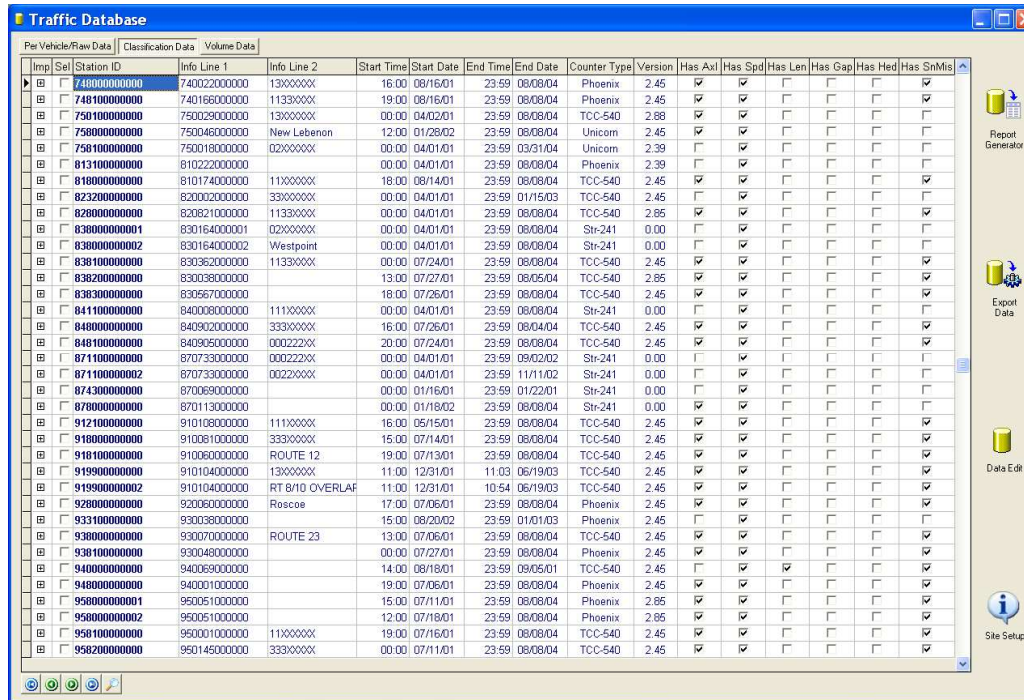 Traffic Database
Per Vehicle/Raw Data Classification Data Volume Data
Imp Sel Station ID Info Line 1 Info Line 2 Start Time Start Date End Time End Date Counter Type Version Has Axl Has Spd Has Len Has Gap Has Hed Has SnMis
748000000000 740022000000 13XXXXXX 16:00 08/16/01 23:59 08/08/04 Phoenix 2.45
748100000000 740166000000 1133XXXX 19:00 08/16/01 23:59 08/08/04 Phoenix 2.45
750100000000 750029000000 13XXXXXX 00:00 04/02/01 23:59 08/08/04 TCC-540 2.88
758000000000 750046000000 New Lebenon 12:00 01/28/02 23:59 08/08/04 Unicorn 2.45
758100000000 750018000000 02XXXXXX 00:00 04/01/01 23:59 03/31/04 Unicorn 2.39
813100000000 810222000000 00:00 04/01/01 23:59 08/08/04 Phoenix 2.39
818000000000 810174000000 11XXXXXX 18:00 08/14/01 23:59 08/08/04 TCC-540 2.45
823200000000 820002000000 33XXXXXX 00:00 04/01/01 23:59 01/15/03 TCC-540 2.45
828000000000 820821000000 1133XXXX 00:00 04/01/01 23:59 08/08/04 TCC-540 2.85
838000000001 830164000001 02XXXXXX 00:00 04/01/01 23:59 08/08/04 Str-241 0.00
838000000002 830164000002 Westpoint 00:00 04/01/01 23:59 08/08/04 Str-241 0.00
838100000000 830362000000 1133XXXX 00:00 07/24/01 23:59 08/08/04 TCC-540 2.45
838200000000 830038000000 13:00 07/27/01 23:59 08/05/04 TCC-540 2.85
838300000000 830567000000 18:00 07/26/01 23:59 08/08/04 TCC-540 2.45
841100000000 840008000000 111XXXXX 00:00 04/01/01 23:59 08/08/04 Str-241 0.00
848000000000 840902000000 333XXXXX 16:00 07/26/01 23:59 08/04/04 TCC-540 2.45
848100000000 840905000000 000222XX 20:00 07/24/01 23:59 08/08/04 TCC-540 2.45
871100000000 870733000000 000222XX 00:00 04/01/01 23:59 09/02/02 Str-241 0.00
871100000002 870733000000 0022XXXX 00:00 04/01/01 23:59 11/11/02 Str-241 0.00
874300000000 870069000000 00:00 01/16/01 23:59 01/22/01 Str-241 0.00
878000000000 870113000000 00:00 01/18/02 23:59 08/08/04 Str-241 0.00
912100000000 910108000000 111XXXXX 16:00 05/15/01 23:59 08/08/04 TCC-540 2.45
918000000000 910081000000 333XXXXX 15:00 07/14/01 23:59 08/08/04 TCC-540 2.45
918100000000 910060000000 ROUTE 12 19:00 07/13/01 23:59 08/08/04 TCC-540 2.45
919900000000 910104000000 13XXXXXX 11:00 12/31/01 11:03 06/19/03 TCC-540 2.45
919900000002 910104000000 RT 8/10 OVERLAP 11:00 12/31/01 10:54 06/19/03 TCC-540 2.45
928000000000 920060000000 Roscoe 17:00 07/06/01 23:59 08/08/04 Phoenix 2.45
933100000000 930038000000 15:00 08/20/02 23:59 01/01/03 Phoenix 2.45
938000000000 930070000000 ROUTE 23 13:00 07/06/01 23:59 08/08/04 TCC-540 2.45
938100000000 930048000000 00:00 07/27/01 23:59 08/08/04 Phoenix 2.45
940000000000 940069000000 14:00 08/18/01 23:59 09/05/01 TCC-540 2.45
948000000000 940001000000 19:00 07/06/01 23:59 08/08/04 Phoenix 2.45
958000000001 950051000000 15:00 07/11/01 23:59 08/08/04 Phoenix 2.85
958000000002 950051000000 12:00 07/18/01 23:59 08/08/04 Phoenix 2.85
958100000000 950001000000 11XXXXXX 19:00 07/16/01 23:59 08/08/04 TCC-540 2.45
958200000000 950145000000 333XXXXX 00:00 07/11/01 23:59 08/08/04 TCC-540 2.45
Report
Generator
Export
Data
Data Edit
Site Setup